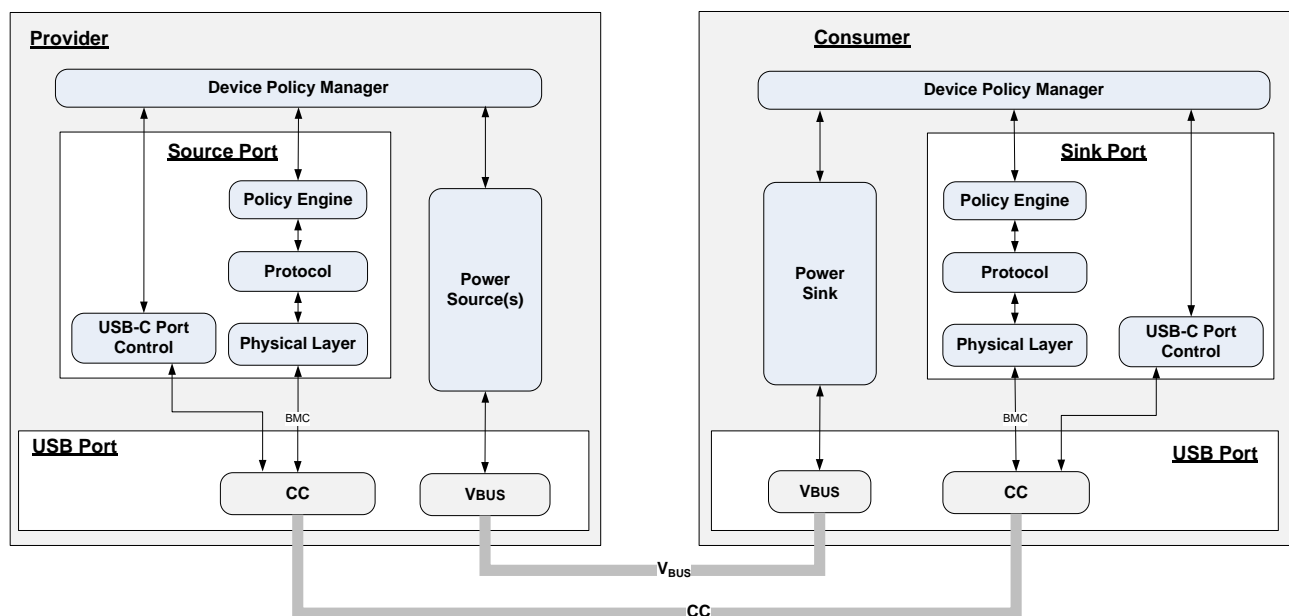 Provider
Device Policy Manager
Source Port
Policy Engine
Protocol
Physical Layer
USB-C Port
Control
Power
Source(s)
BMC
USB Port
CC
VBUS
Consumer
Device Policy Manager
Sink Port
Power
Sink
Policy Engine
Protocol
Physical Layer
USB-C Port
Control
BMC
USB Port
VBUS
CC
VBUS
CC